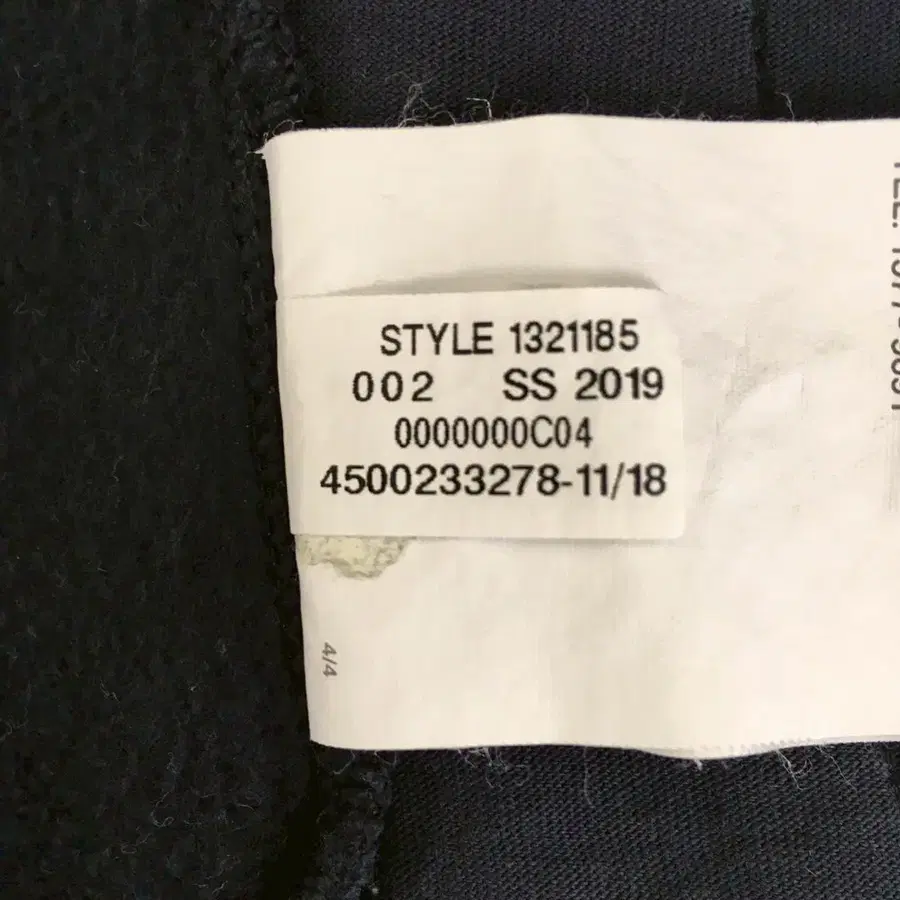 STYLE 1321185
002 SS 2019
0000000C04
4500233278-11/18
4/4